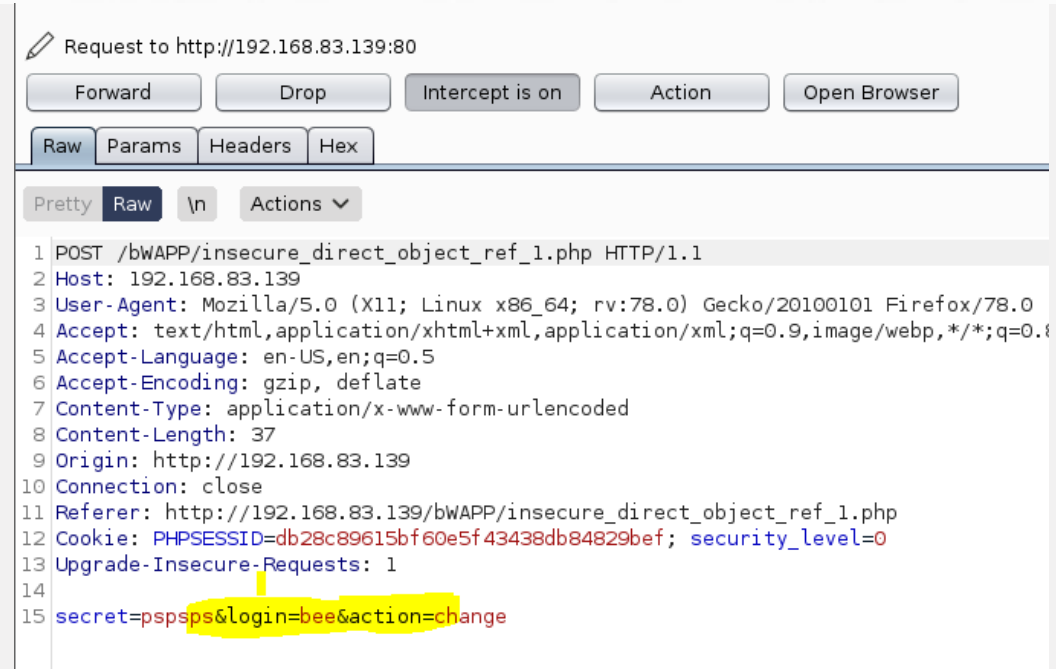 Request to http://192.168.83.139:80
Forward Drop Intercept is on Action Open Browser
Raw Params Headers Hex
Pretty Raw \n Actions
1 POST /bWAPP/insecure_direct_object_ref_1.php HTTP/1.1
2 Host: 192.168.83.139
3 User-Agent: Mozilla/5.0 (X11; Linux x86_64; rv:78.0) Gecko/20100101 Firefox/78.0
4 Accept: text/html,application/xhtml+xml,application/xml;q=0.9,image/webp,*/*;q=0.8
5 Accept-Language: en-US,en;q=0.5
6 Accept-Encoding: gzip, deflate
7 Content-Type: application/x-www-form-urlencoded
8 Content-Length: 37
9 Origin: http://192.168.83.139
10 Connection: close
11 Referer: http://192.168.83.139/bWAPP/insecure_direct_object_ref_1.php
12 Cookie: PHPSESSID=db28c89615bf60e5f43438db84829bef; security_level=0
13 Upgrade-Insecure-Requests: 1
14
15 secret=pspsps&login=bee&action=change